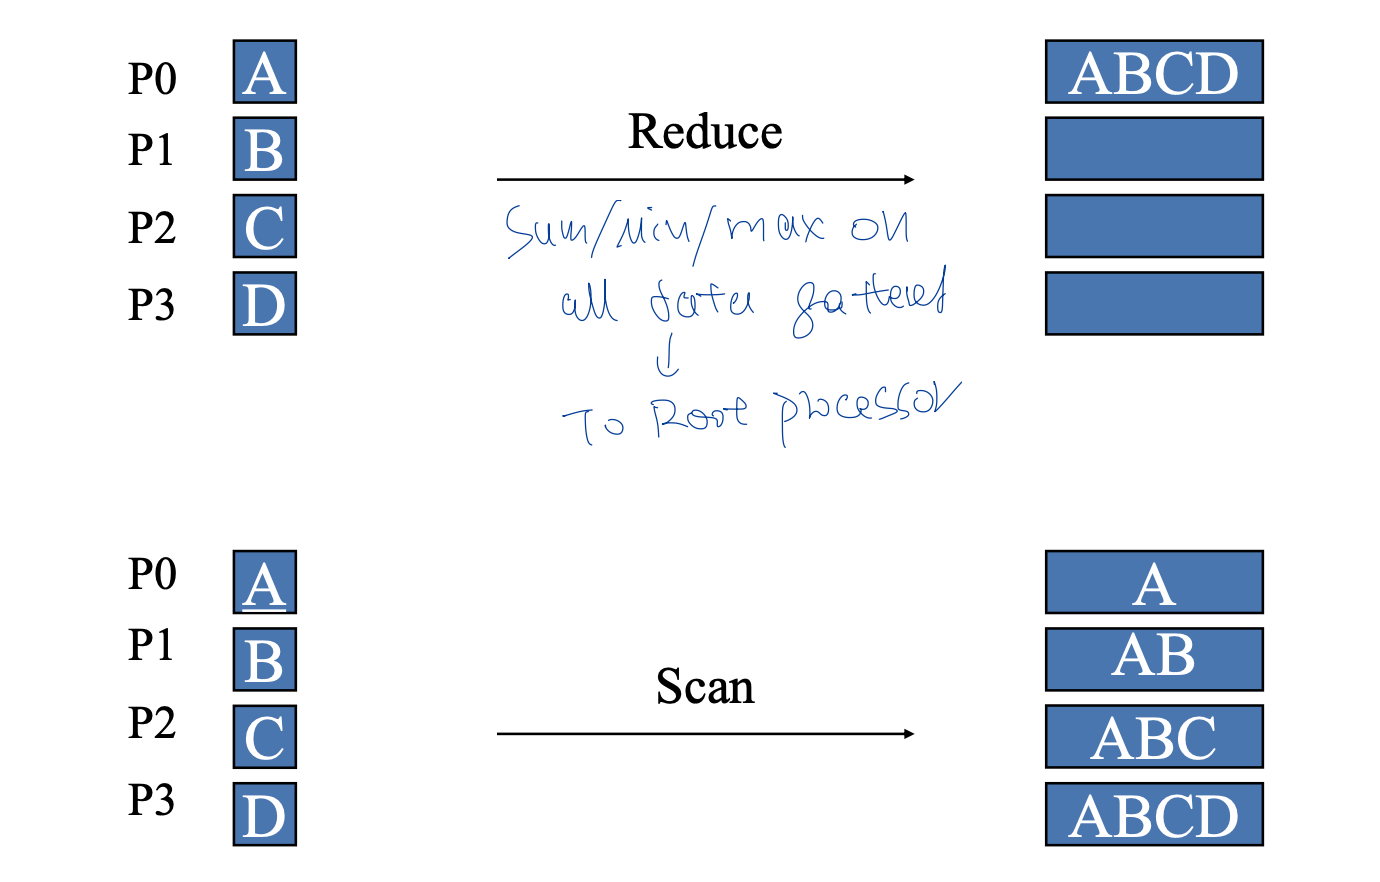 P0 A ABCD
Reduce
P1 B
P2 C
Sum/Min/max on
P3 D
all data gathered
↓
To Root processor
P0 A A
P1 B AB
Scan
P2 C ABC
P3 D ABCD